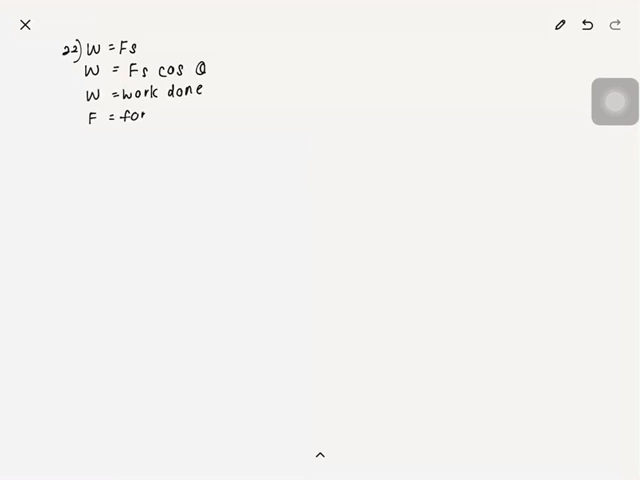 22) W = Fs
W = Fs cos θ
W = work done
F = for